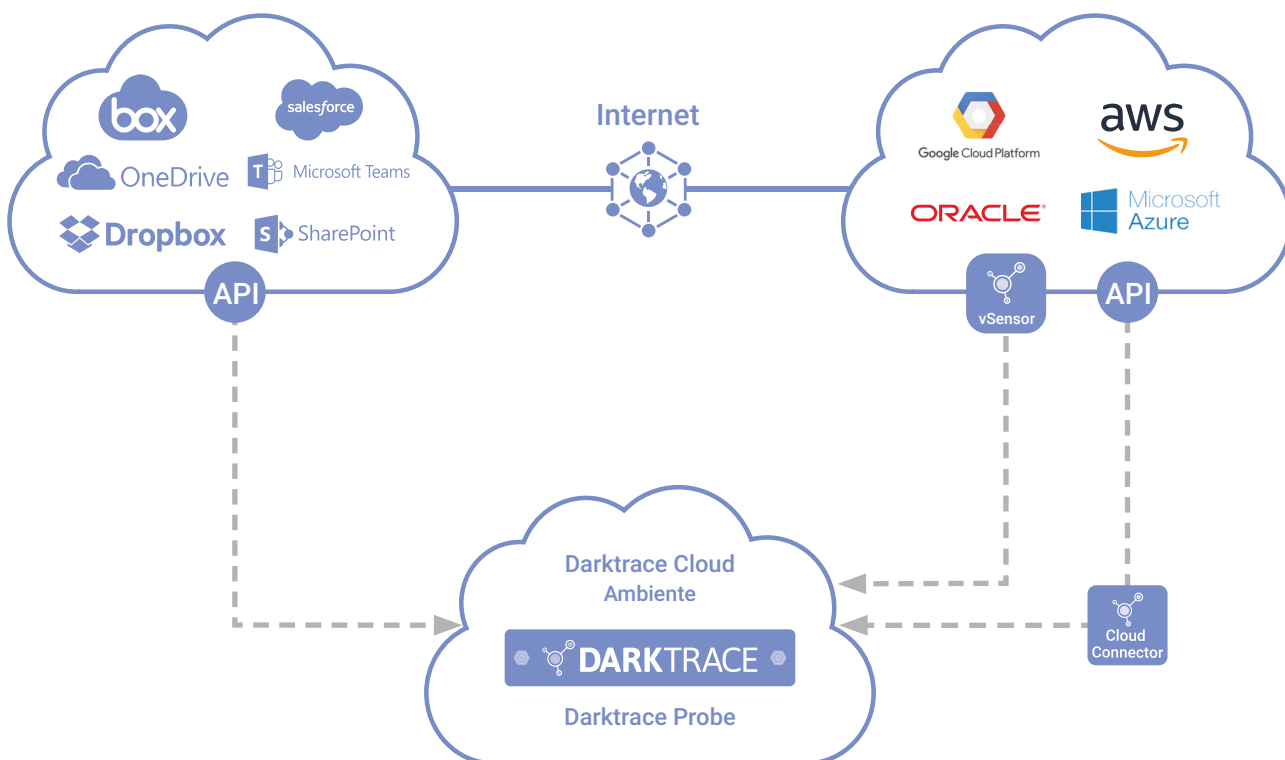 box
salesforce
OneDrive
T
Microsoft Teams
Dropbox
S
SharePoint
API
Internet
Google Cloud Platform
aws
ORACLE®
Microsoft
Azure
vSensor
API
Darktrace Cloud
Ambiente
DARKTRACE
Darktrace Probe
Cloud
Connector